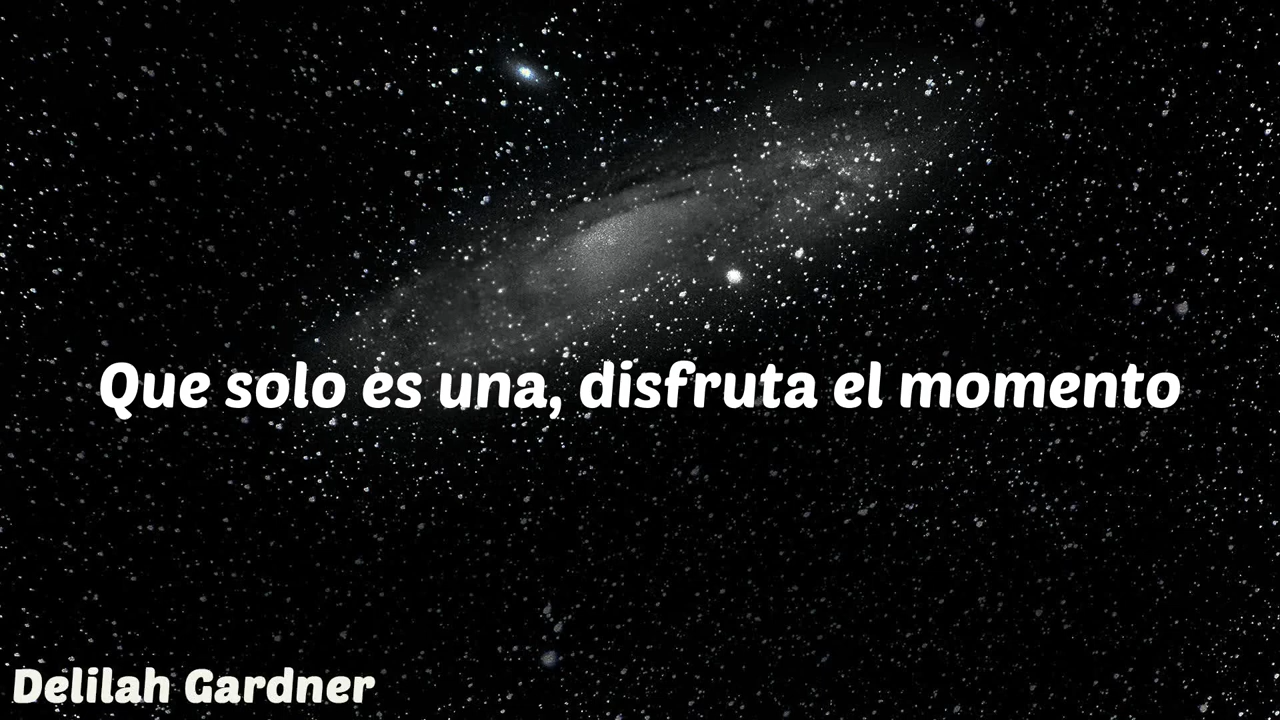 Que solo es una, disfruta el momento
Delilah Gardner